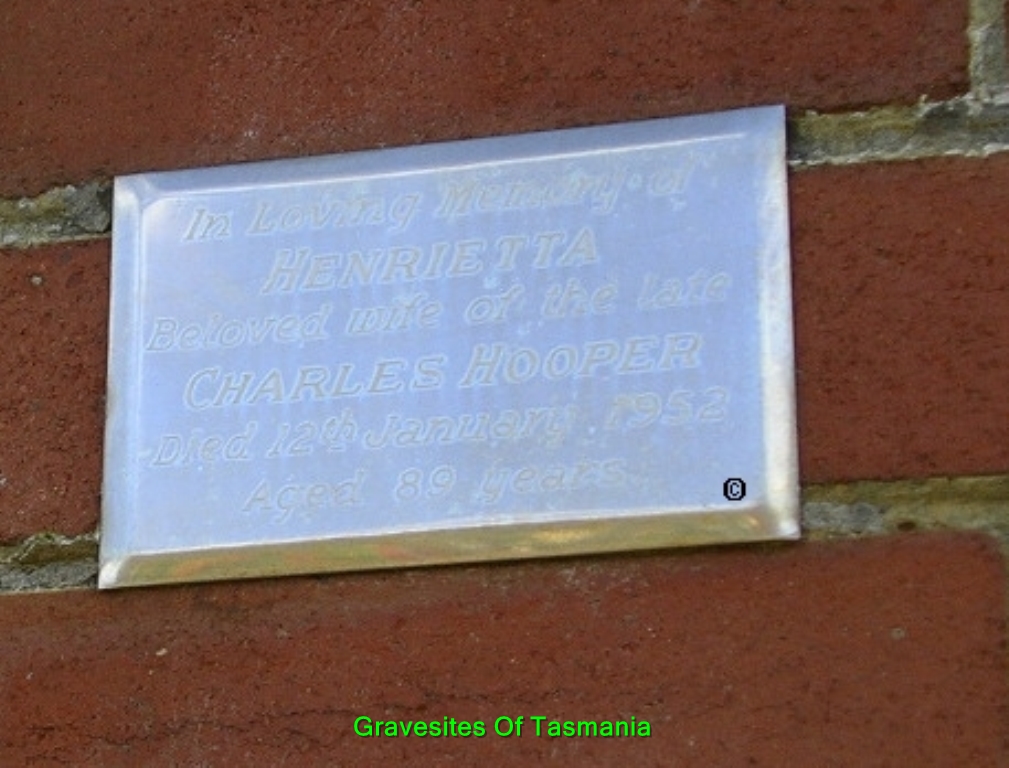 In Loving Memory of
HENRIETTA
Beloved wife of the late
CHARLES HOOPER
Died 12th January 1952
Aged 89 years
©
Gravesites Of Tasmania